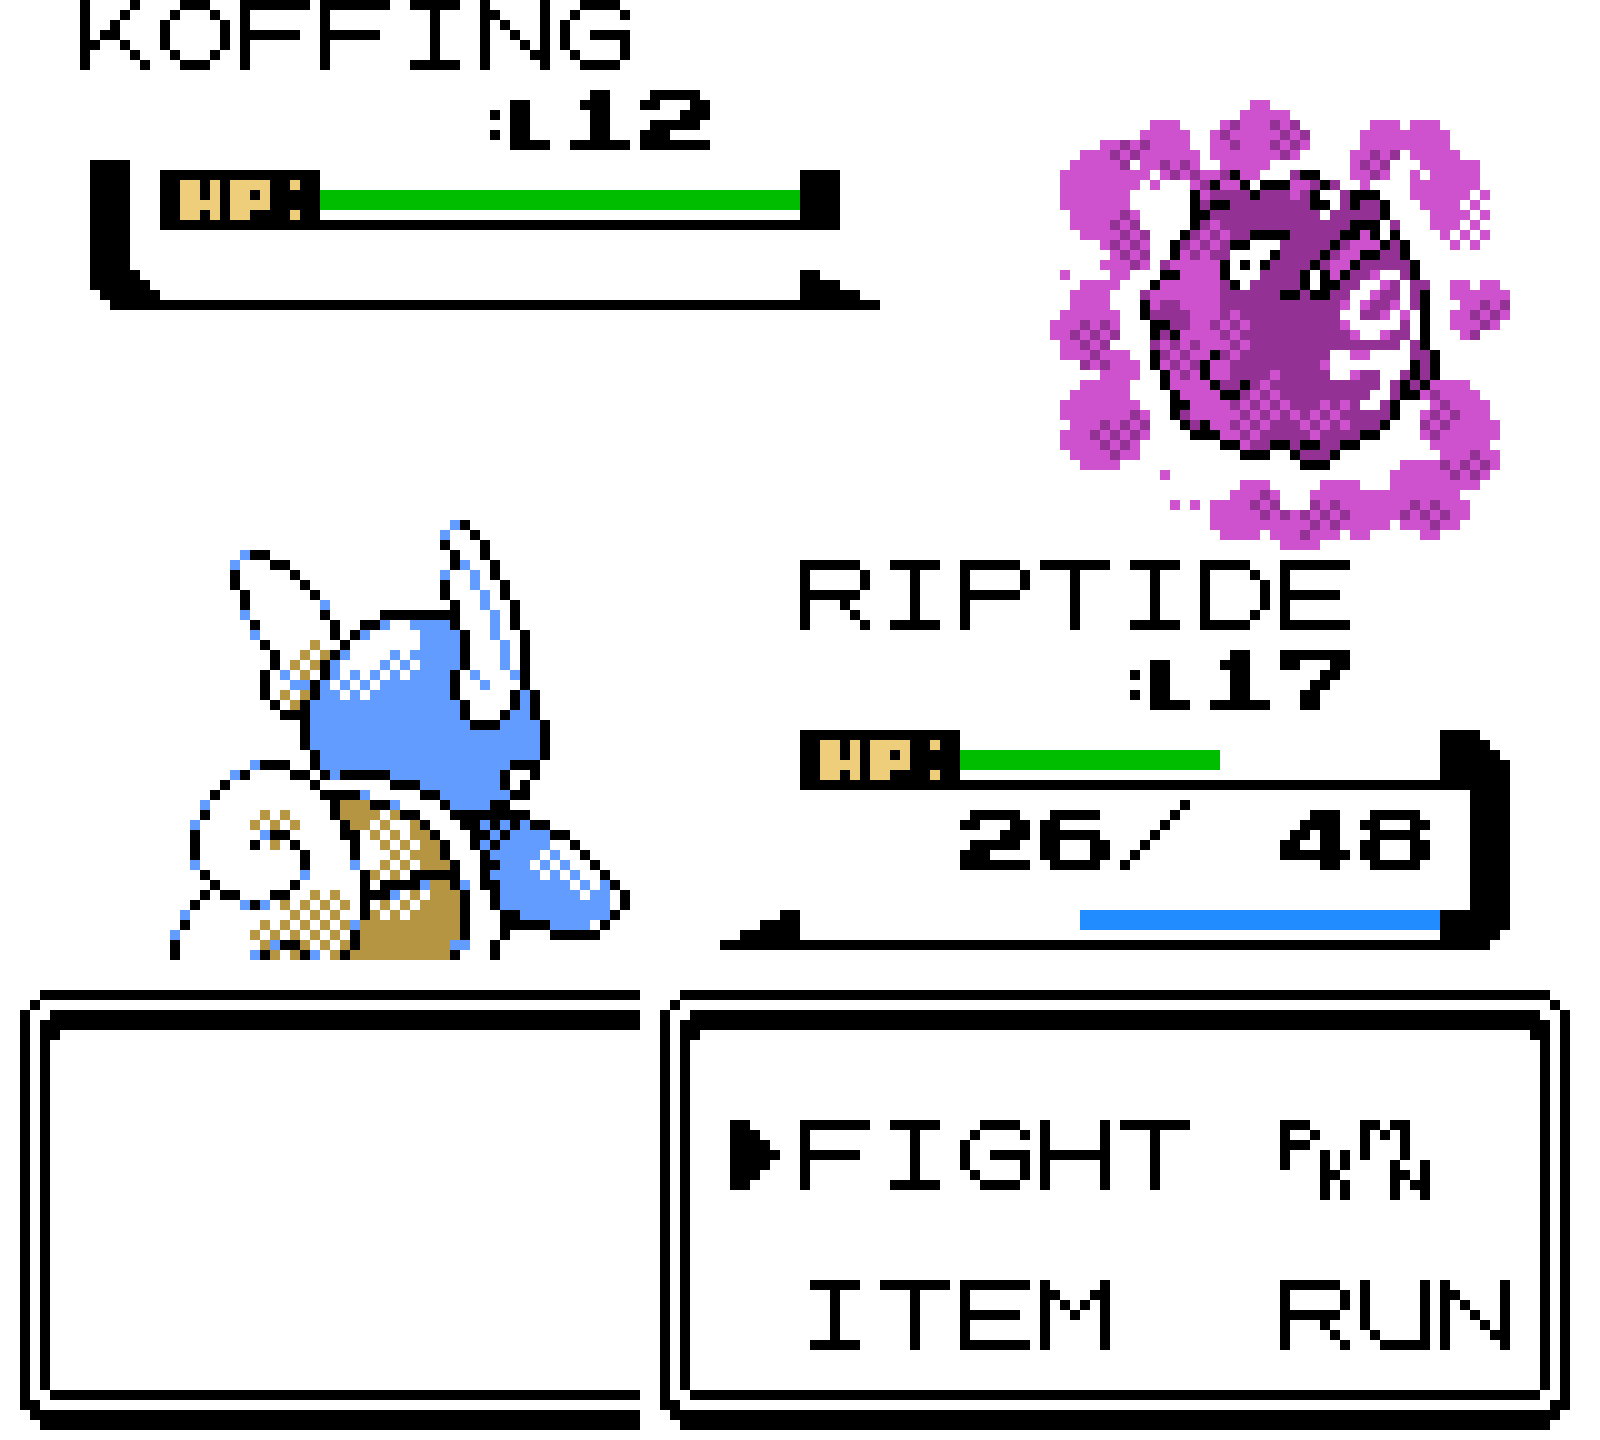 KOFFING
:L12
HP:
RIPTIDE
:L17
HP:
26/ 48
▶FIGHT PKMN
ITEM RUN